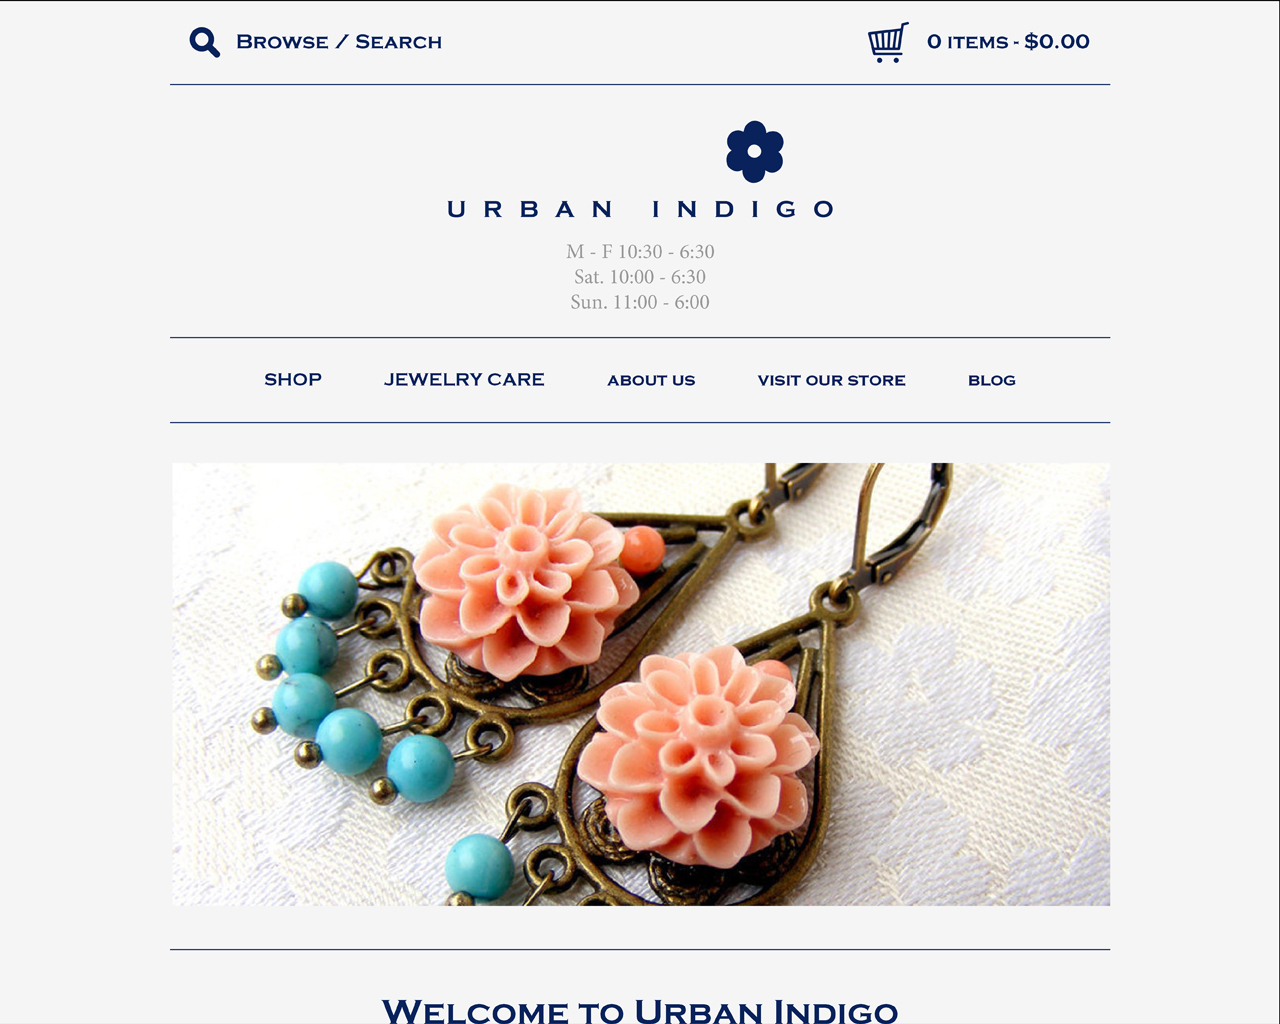 Browse / Search
0 items - $0.00
URBAN INDIGO
M - F 10:30 - 6:30
Sat. 10:00 - 6:30
Sun. 11:00 - 6:00
SHOP JEWELRY CARE ABOUT US VISIT OUR STORE BLOG
Welcome to Urban Indigo